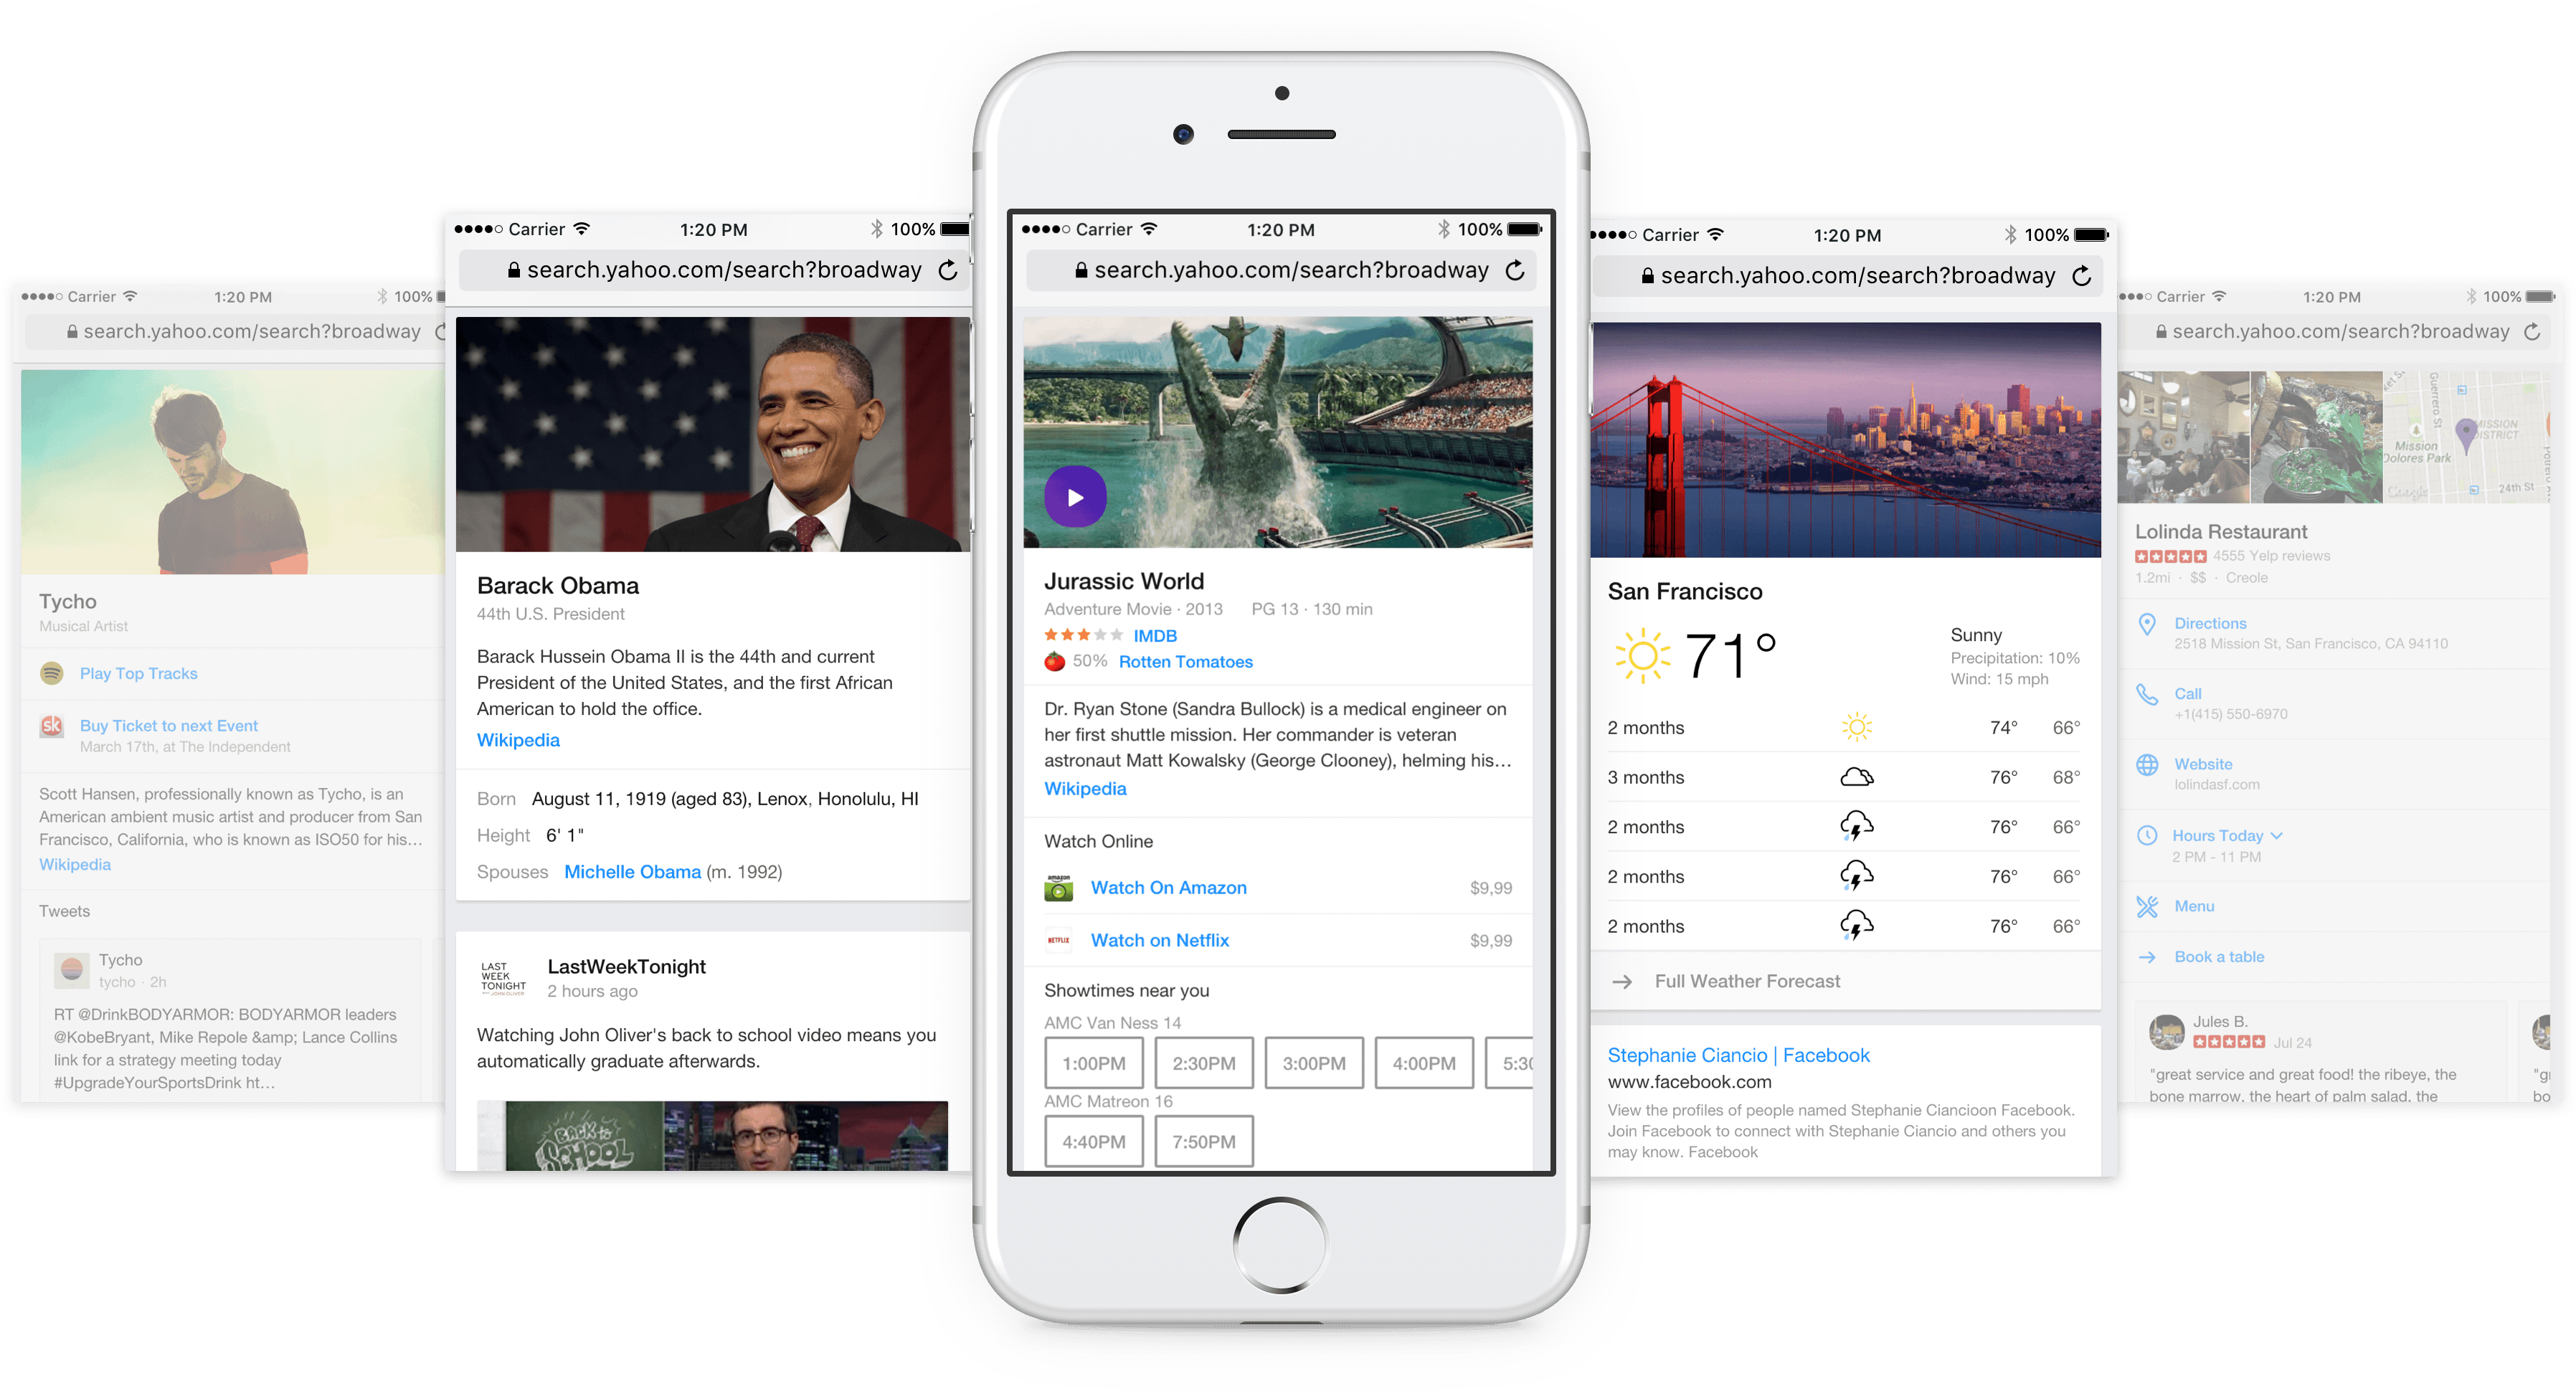 Carrier 1:20 PM 100%
search.yahoo.com/search?broadway
Tycho
Musical Artist
Play Top Tracks
sk
Buy Ticket to next Event
March 17th, at The Independent
Scott Hansen, professionally known as Tycho, is an
American ambient music artist and producer from San
Francisco, California, who is known as ISO50 for his...
Wikipedia
Tweets
Tycho
tycho · 2h
RT @DrinkBODYARMOR: BODYARMOR leaders
@KobeBryant, Mike Repole &amp; Lance Collins
link for a strategy meeting today
#UpgradeYourSportsDrink ht...
Carrier 1:20 PM 100%
search.yahoo.com/search?broadway
Barack Obama
44th U.S. President
Barack Hussein Obama II is the 44th and current
President of the United States, and the first African
American to hold the office.
Wikipedia
Born August 11, 1919 (aged 83), Lenox, Honolulu, HI
Height 6' 1"
Spouses Michelle Obama (m. 1992)
LAST
WEEK
TONIGHT
LastWeekTonight
2 hours ago
Watching John Oliver's back to school video means you
automatically graduate afterwards.
BACK to
SCHOOL
Carrier 1:20 PM 100%
search.yahoo.com/search?broadway
Jurassic World
Adventure Movie · 2013 PG 13 · 130 min
IMDB
50% Rotten Tomatoes
Dr. Ryan Stone (Sandra Bullock) is a medical engineer on
her first shuttle mission. Her commander is veteran
astronaut Matt Kowalsky (George Clooney), helming his...
Wikipedia
Watch Online
amazon
Watch On Amazon $9,99
NETFLIX
Watch on Netflix $9,99
Showtimes near you
AMC Van Ness 14
1:00PM 2:30PM 3:00PM 4:00PM 5:30
AMC Matreon 16
4:40PM 7:50PM
Carrier 1:20 PM 100%
search.yahoo.com/search?broadway
San Francisco
71°
Sunny
Precipitation: 10%
Wind: 15 mph
2 months 74° 66°
3 months 76° 68°
2 months 76° 66°
2 months 76° 66°
2 months 76° 66°
Full Weather Forecast
Stephanie Ciancio | Facebook
www.facebook.com
View the profiles of people named Stephanie Ciancioon Facebook.
Join Facebook to connect with Stephanie Ciancio and others you
may know. Facebook
Carrier 1:20 PM 100%
search.yahoo.com/search?broadway
Guerrero St
MISSION
DISTRICT
Mission
Dolores Park
Google
24th St
Lolinda Restaurant
4555 Yelp reviews
1.2mi · $$ · Creole
Directions
2518 Mission St, San Francisco, CA 94110
Call
+1(415) 550-6970
Website
lolindasf.com
Hours Today
2 PM - 11 PM
Menu
Book a table
Jules B.
Jul 24
"great service and great food! the ribeye, the
bone marrow, the heart of palm salad, the
"gr
bo